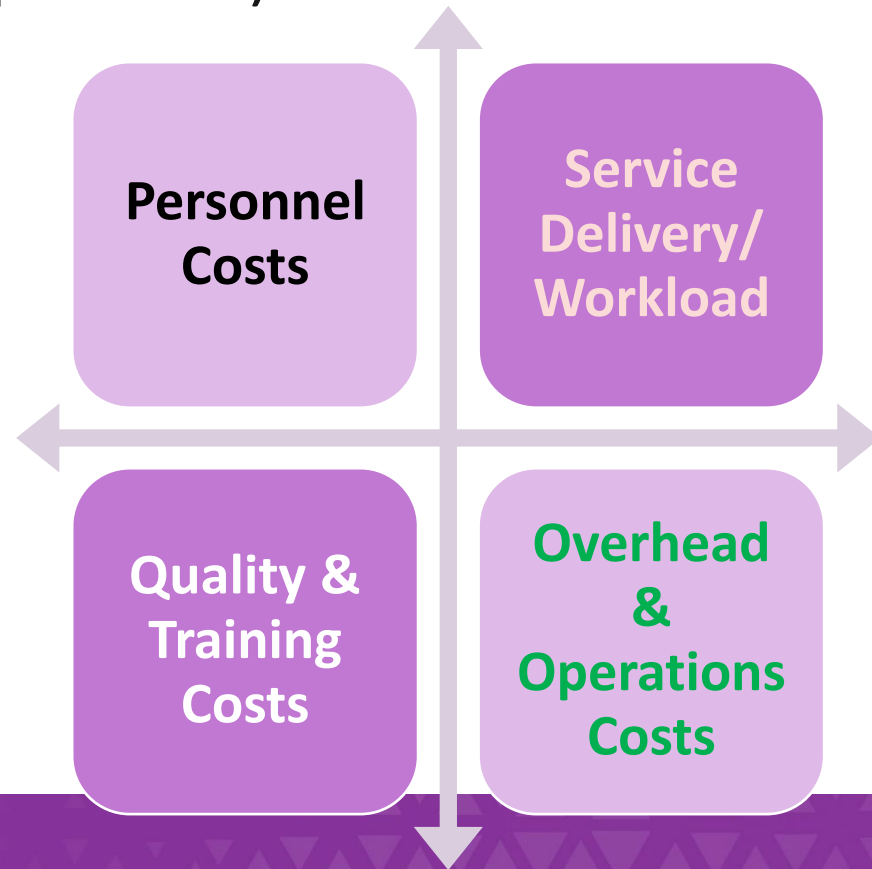 Personnel
Costs
Service
Delivery/
Workload
Quality &
Training
Costs
Overhead
&
Operations
Costs